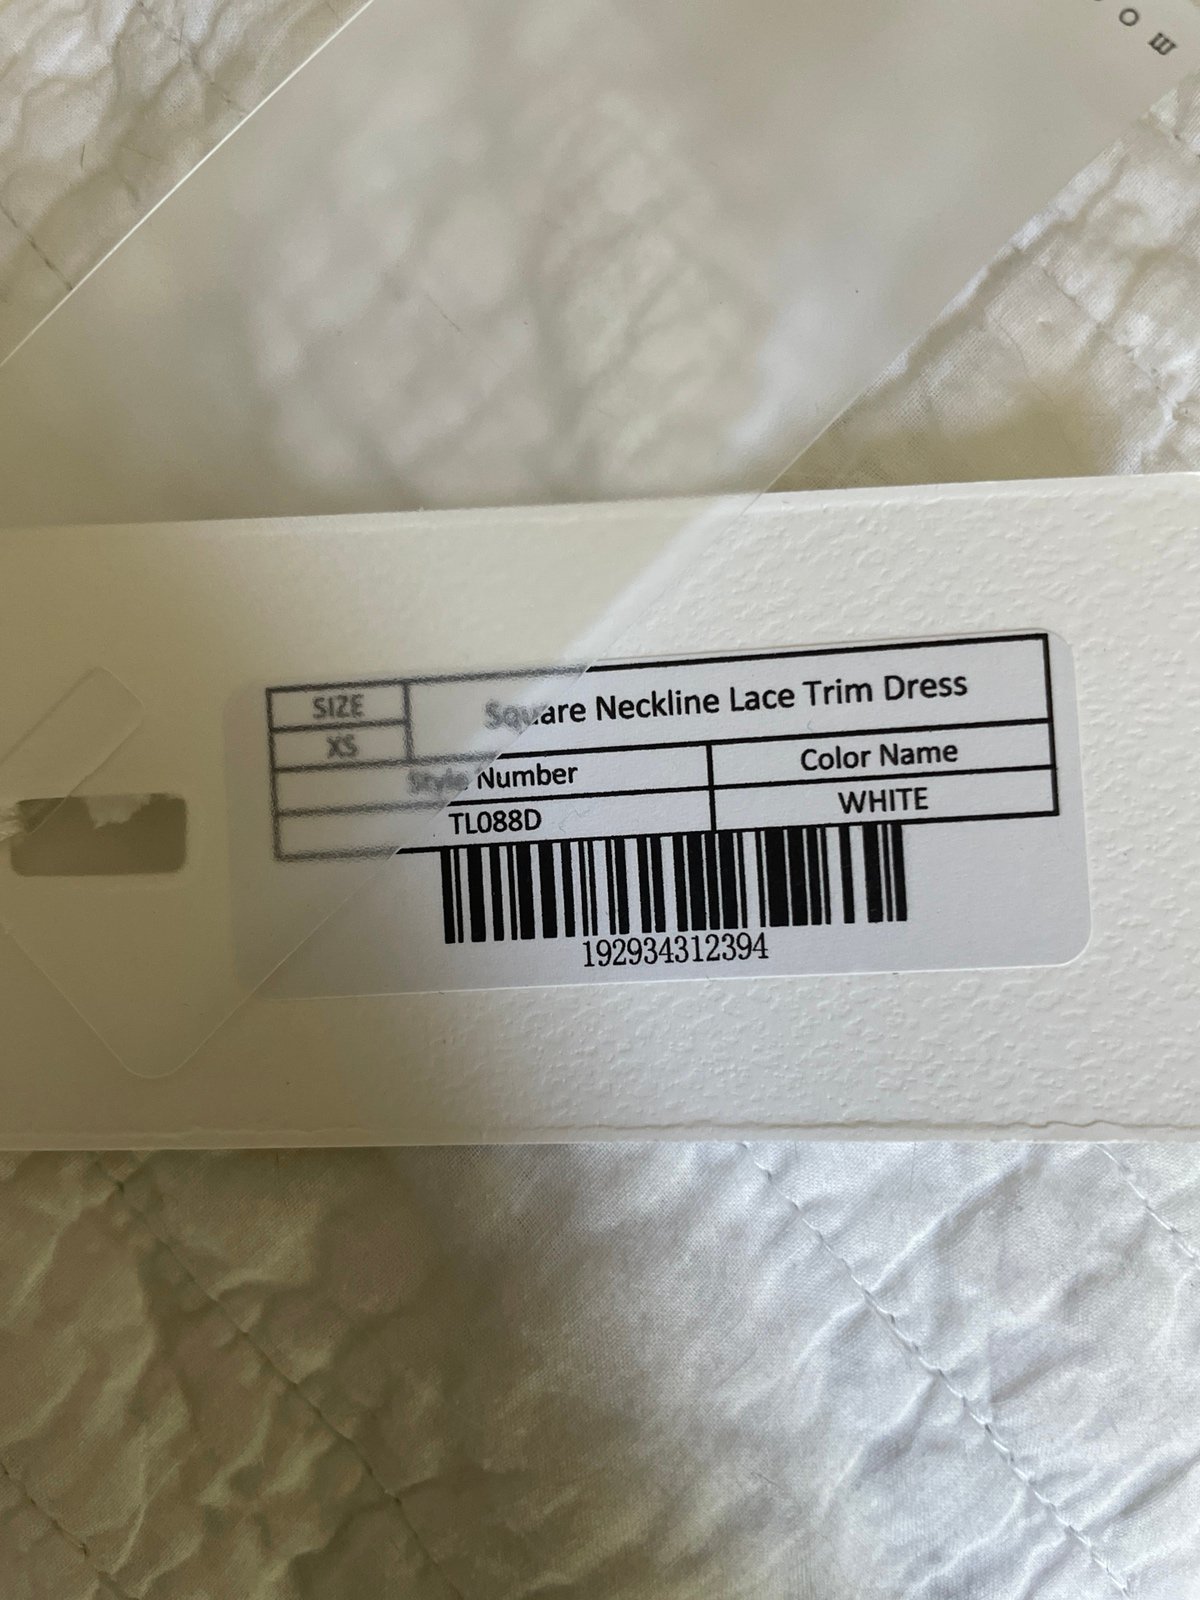 SIZE
Square Neckline Lace Trim Dress
XS
Style Number
Color Name
TL088D
WHITE
192934312394